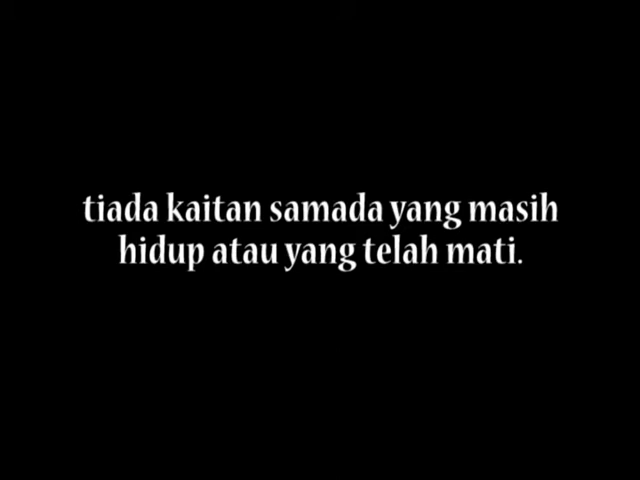 tiada kaitan samada yang masih
hidup atau yang telah mati.